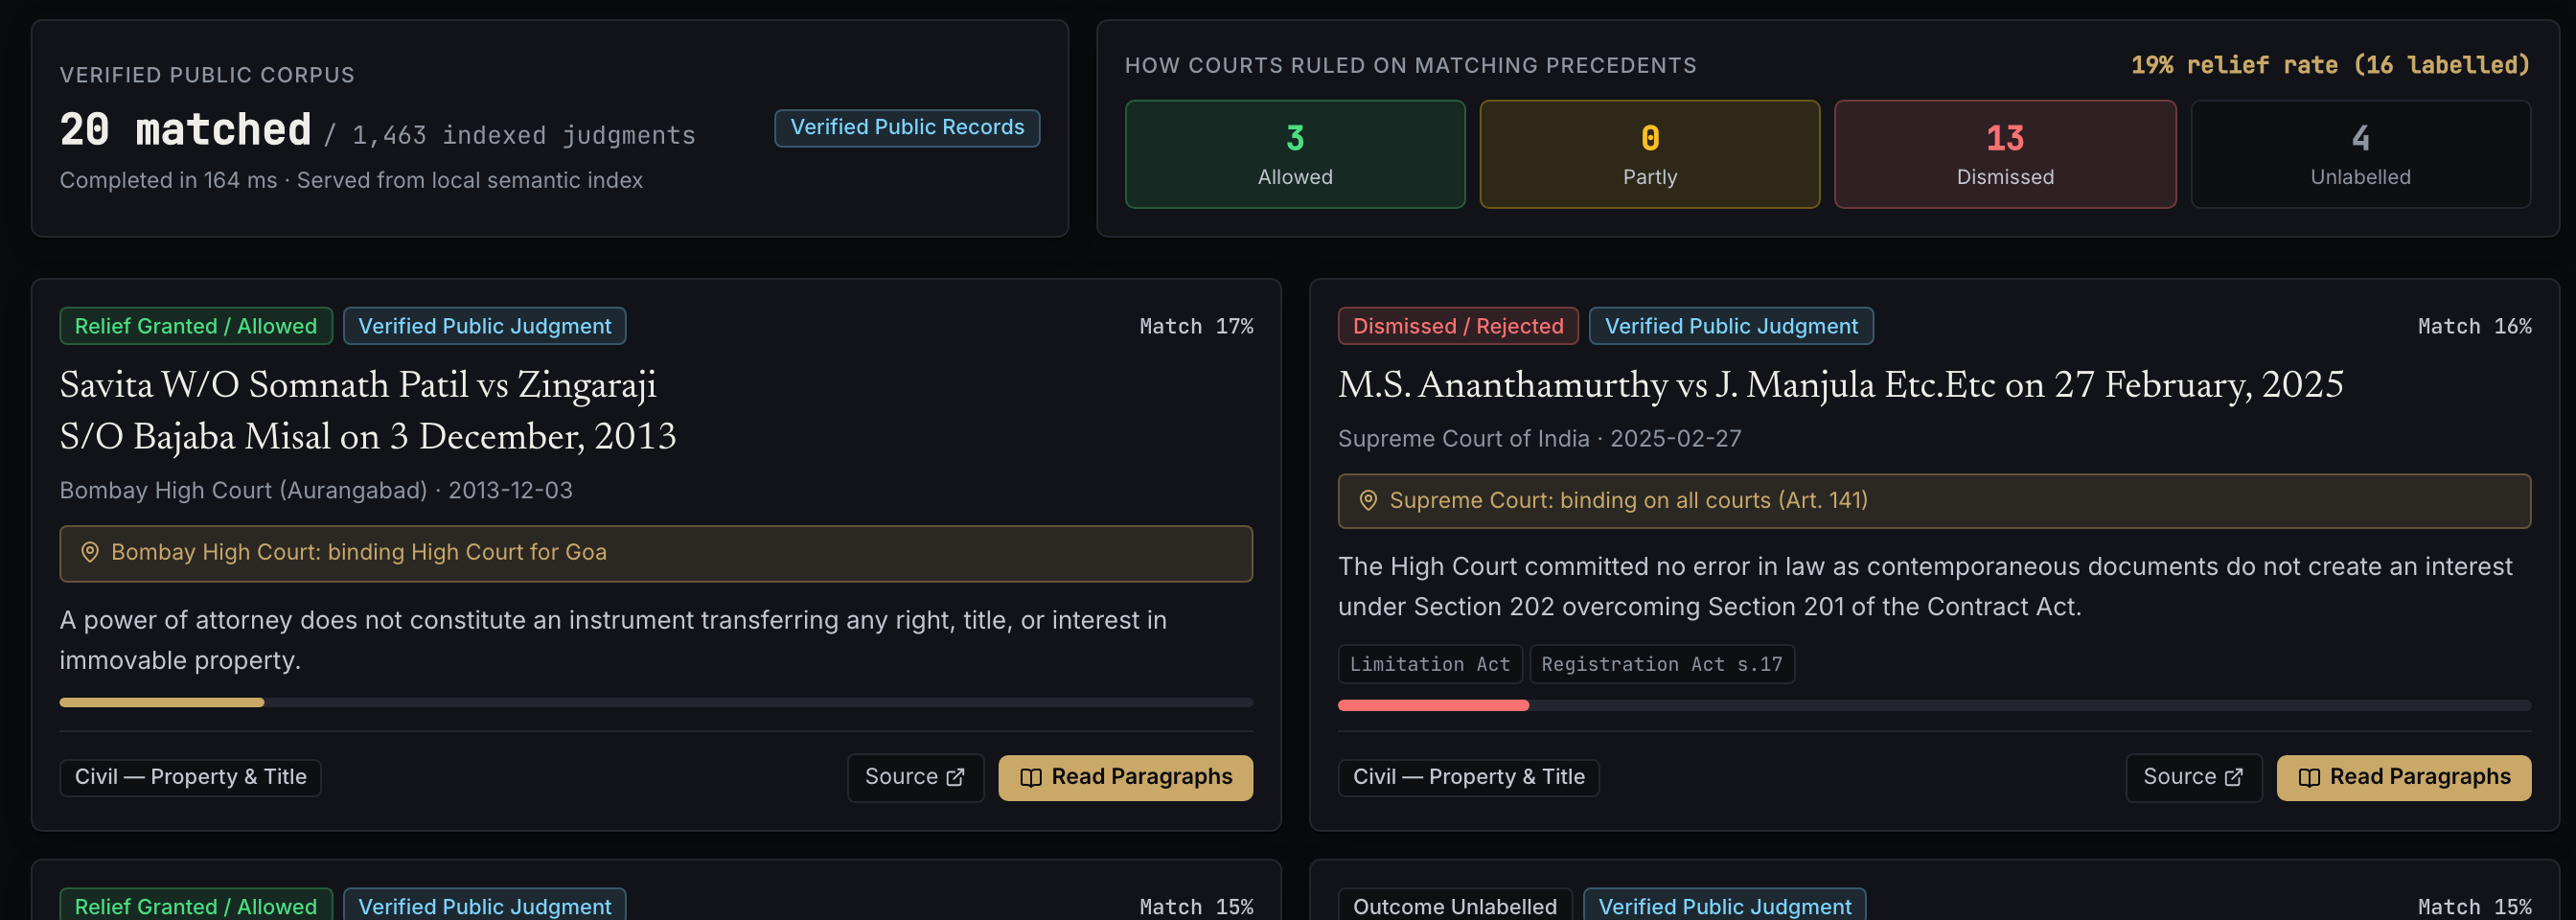 VERIFIED PUBLIC CORPUS
20 matched / 1,463 indexed judgments
Verified Public Records
Completed in 164 ms · Served from local semantic index
HOW COURTS RULED ON MATCHING PRECEDENTS
19% relief rate (16 labelled)
3
Allowed
0
Partly
13
Dismissed
4
Unlabelled
Relief Granted / Allowed
Verified Public Judgment
Match 17%
Savita W/O Somnath Patil vs Zingaraji
S/O Bajaba Misal on 3 December, 2013
Bombay High Court (Aurangabad) · 2013-12-03
Bombay High Court: binding High Court for Goa
A power of attorney does not constitute an instrument transferring any right, title, or interest in
immovable property.
Civil — Property & Title
Source
Read Paragraphs
Dismissed / Rejected
Verified Public Judgment
Match 16%
M.S. Ananthamurthy vs J. Manjula Etc.Etc on 27 February, 2025
Supreme Court of India · 2025-02-27
Supreme Court: binding on all courts (Art. 141)
The High Court committed no error in law as contemporaneous documents do not create an interest
under Section 202 overcoming Section 201 of the Contract Act.
Limitation Act
Registration Act s.17
Civil — Property & Title
Source
Read Paragraphs
Relief Granted / Allowed
Verified Public Judgment
Match 15%
Outcome Unlabelled
Verified Public Judgment
Match 15%